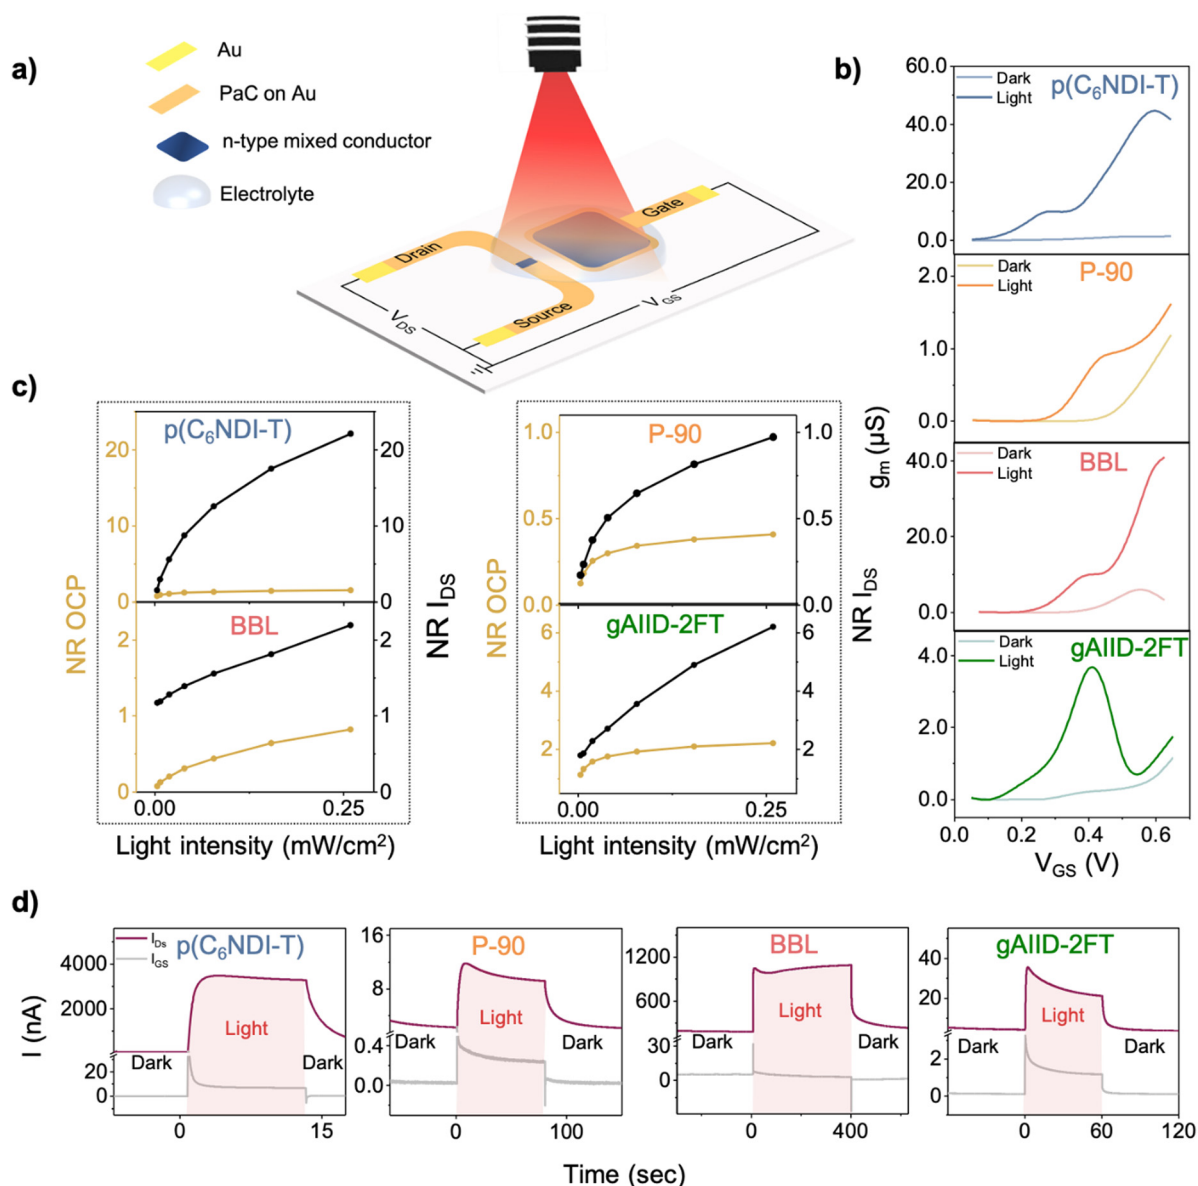 a)
Au
PaC on Au
n-type mixed conductor
Electrolyte
Drain
Gate
Source
V_DS
V_GS
b)
60.0
40.0
20.0
0.0
Dark
Light
p(C₆NDI-T)
2.0
1.0
0.0
Dark
Light
P-90
40.0
20.0
0.0
Dark
Light
BBL
4.0
2.0
0.0
Dark
Light
gAIID-2FT
g_m (µS)
0.0
0.2
0.4
0.6
V_GS (V)
c)
p(C₆NDI-T)
20
10
0
20
10
0
BBL
2
1
0
2
1
0
NR OCP
NR I_DS
0.00
0.25
Light intensity (mW/cm²)
P-90
1.0
0.5
0.0
1.0
0.5
0.0
gAIID-2FT
6
4
2
6
4
2
NR OCP
NR I_DS
0.00
0.25
Light intensity (mW/cm²)
d)
I_Ds
I_GS
p(C₆NDI-T)
4000
2000
20
0
Dark
Light
Dark
0
15
P-90
16
8
0.4
0.0
Dark
Light
Dark
0
100
BBL
1200
600
30
0
Dark
Light
Dark
0
400
gAIID-2FT
40
20
2
0
Dark
Light
Dark
0
60
120
I (nA)
Time (sec)